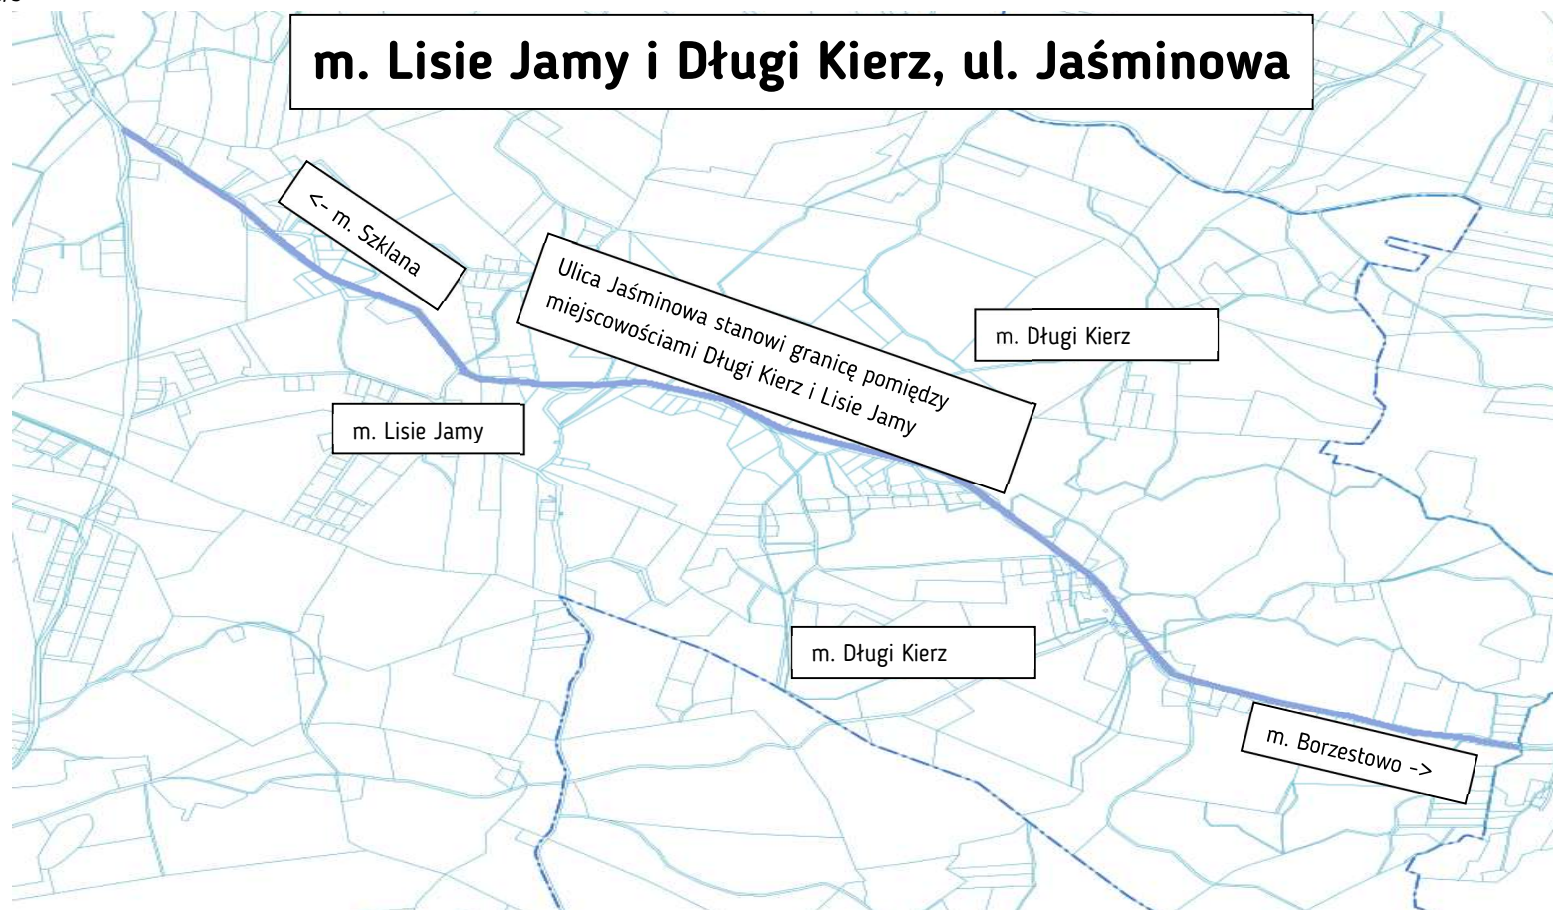 m. Lisie Jamy i Długi Kierz, ul. Jaśminowa
<- m. Szklana
Ulica Jaśminowa stanowi granicę pomiędzy
miejscowościami Długi Kierz i Lisie Jamy
m. Długi Kierz
m. Lisie Jamy
m. Długi Kierz
m. Borzestowo ->